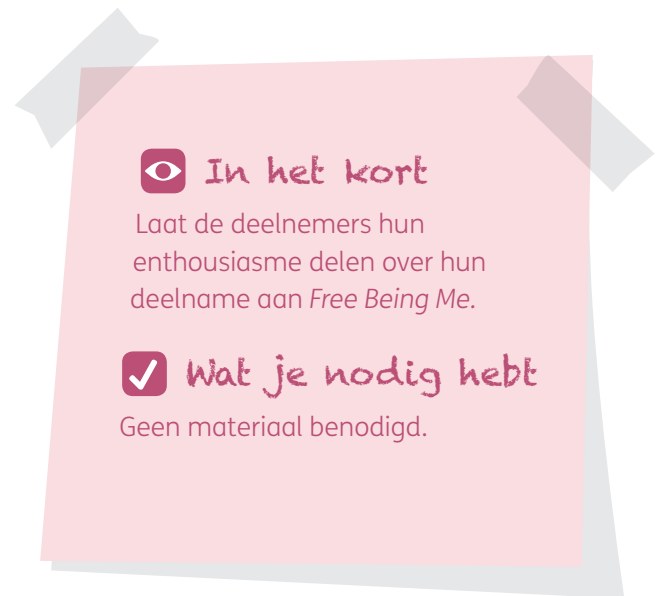 In het kort
Laat de deelnemers hun
enthousiasme delen over hun
deelname aan Free Being Me.
Wat je nodig hebt
Geen materiaal benodigd.